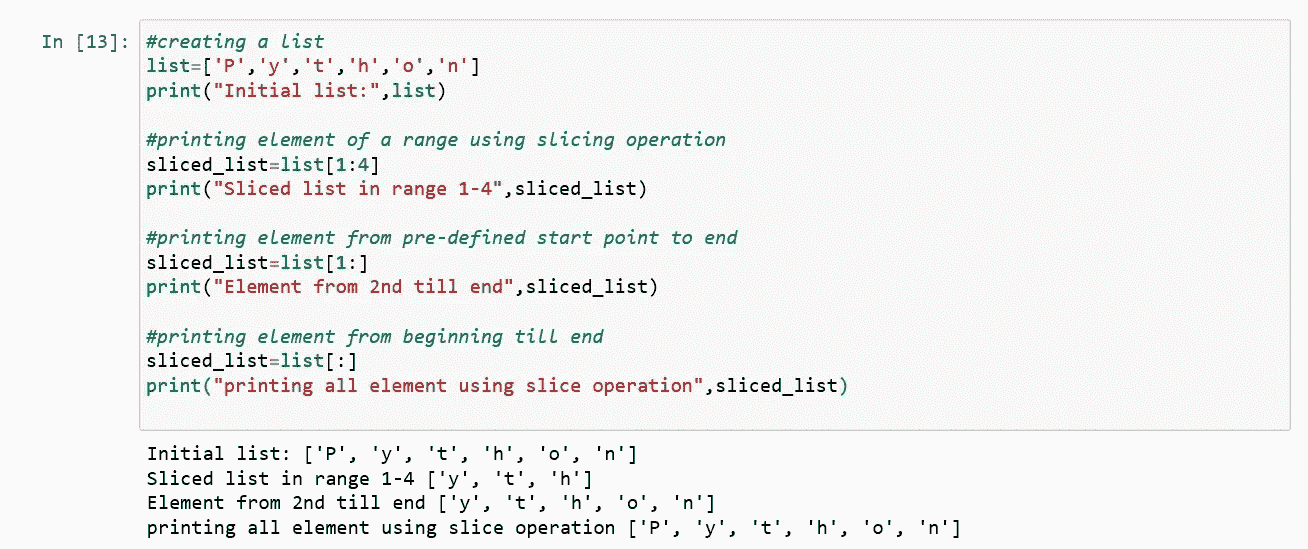 In [13]: #creating a list
list=['P','y','t','h','o','n']
print("Initial list:",list)
#printing element of a range using slicing operation
sliced_list=list[1:4]
print("Sliced list in range 1-4",sliced_list)
#printing element from pre-defined start point to end
sliced_list=list[1:]
print("Element from 2nd till end",sliced_list)
#printing element from beginning till end
sliced_list=list[:]
print("printing all element using slice operation",sliced_list)
Initial list: ['P', 'y', 't', 'h', 'o', 'n']
Sliced list in range 1-4 ['y', 't', 'h']
Element from 2nd till end ['y', 't', 'h', 'o', 'n']
printing all element using slice operation ['P', 'y', 't', 'h', 'o', 'n']